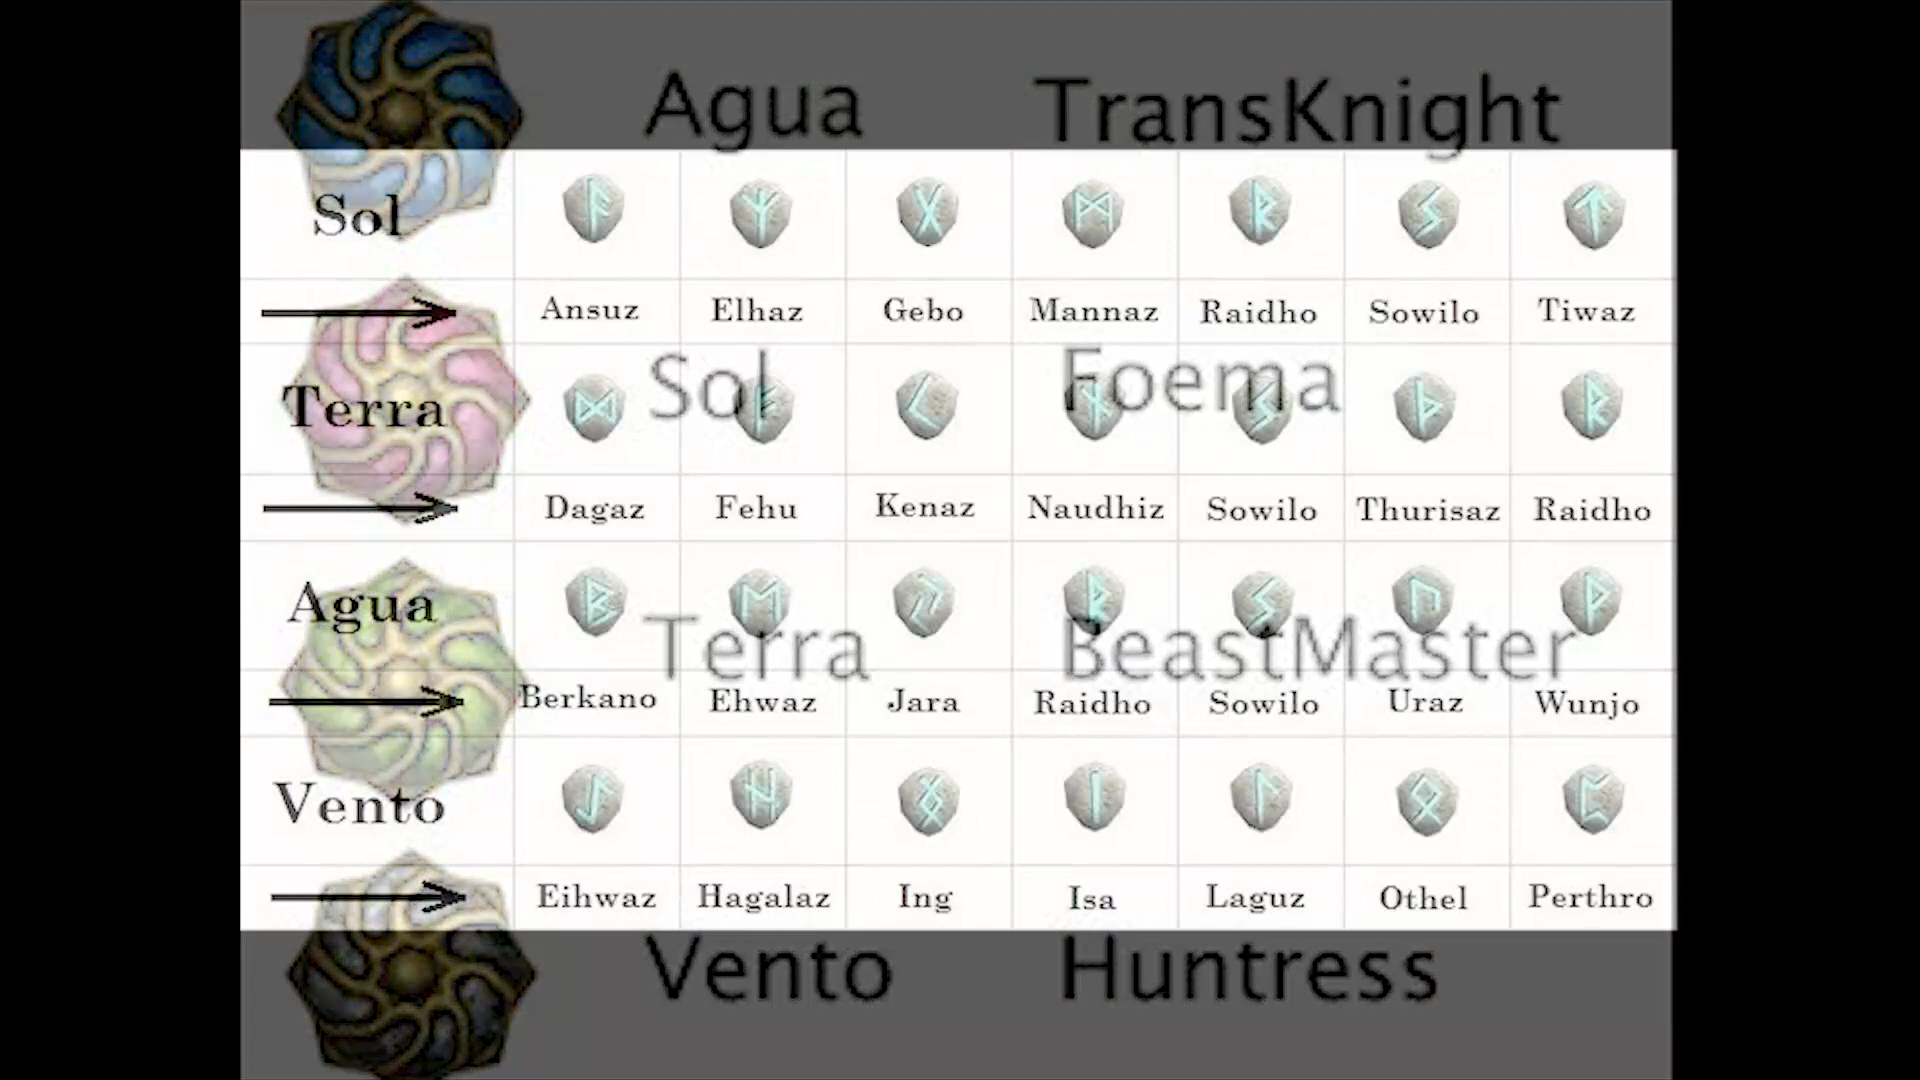 Agua TransKnight
Sol
Ansuz Elhaz Gebo Mannaz Raidho Sowilo Tiwaz
Sol Foema
Terra
Dagaz Fehu Kenaz Naudhiz Sowilo Thurisaz Raidho
Agua
Terra BeastMaster
Berkano Ehwaz Jara Raidho Sowilo Uraz Wunjo
Vento
Eihwaz Hagalaz Ing Isa Laguz Othel Perthro
Vento Huntress